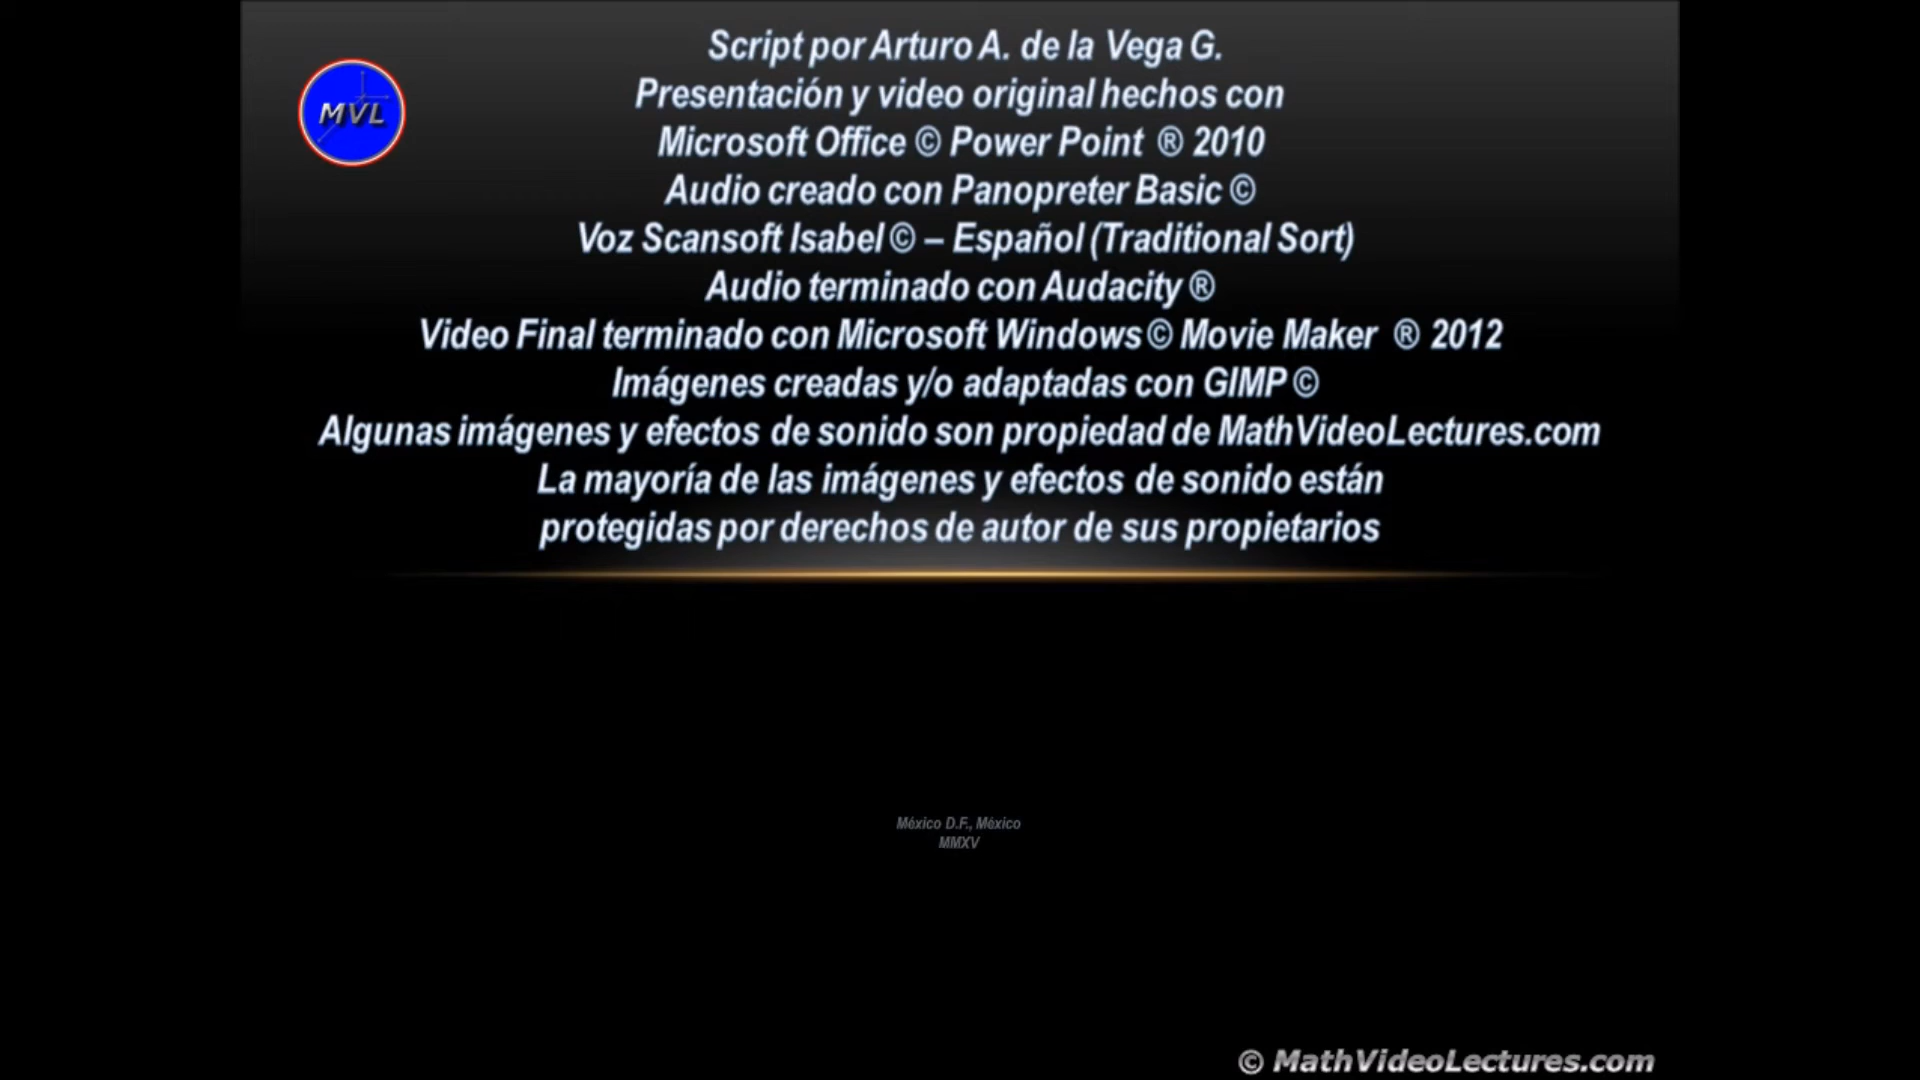 Script por Arturo A. de la Vega G.
MVL
Presentación y video original hechos con
Microsoft Office © Power Point ® 2010
Audio creado con Panopreter Basic ©
Voz Scansoft Isabel © – Español (Traditional Sort)
Audio terminado con Audacity ®
Video Final terminado con Microsoft Windows © Movie Maker ® 2012
Imágenes creadas y/o adaptadas con GIMP ©
Algunas imágenes y efectos de sonido son propiedad de MathVideoLectures.com
La mayoría de las imágenes y efectos de sonido están
protegidas por derechos de autor de sus propietarios
México D.F., México
MMXV
© MathVideoLectures.com